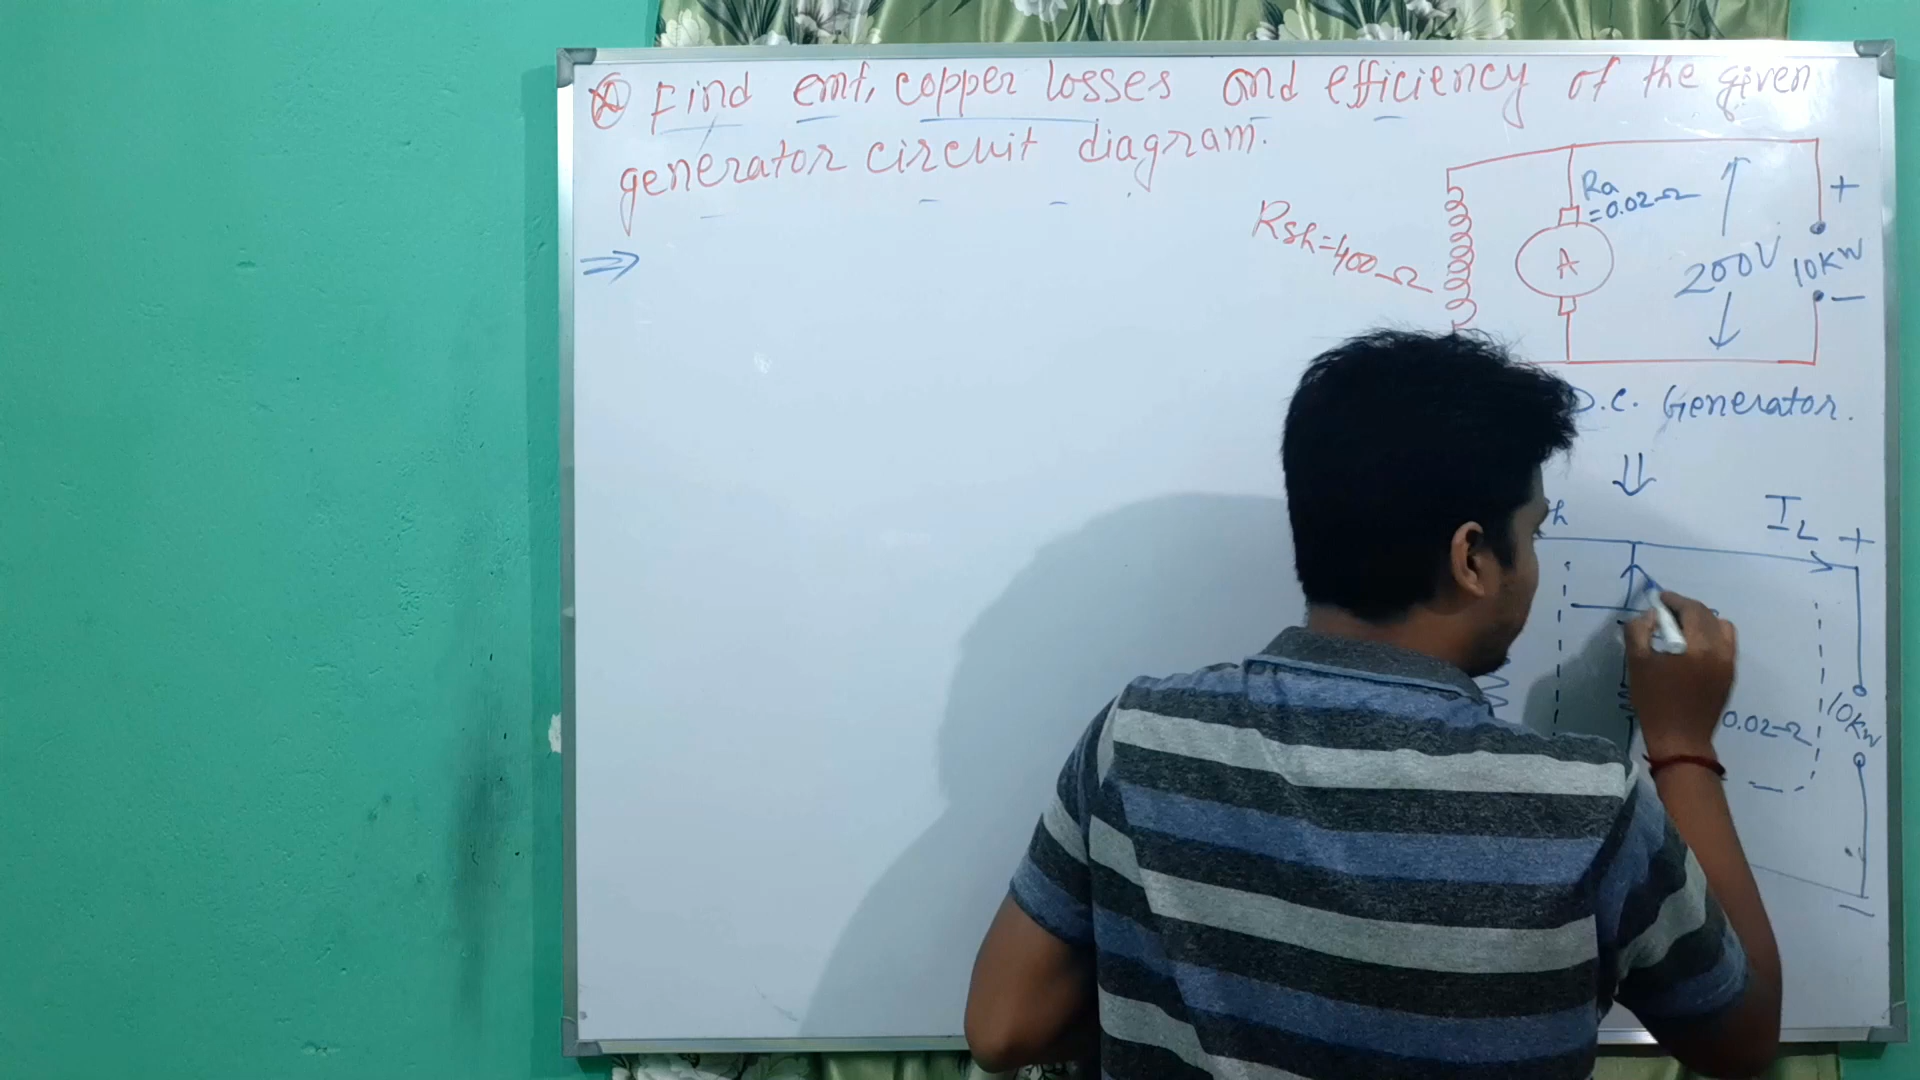 Find emf, copper losses and efficiency of the given
generator circuit diagram.
Ra
=0.02Ω
Rsh=400Ω
A
200V
+
10KW
−
D.C. Generator.
⇒
⇓
h
IL
+
0.02Ω
10KW
−